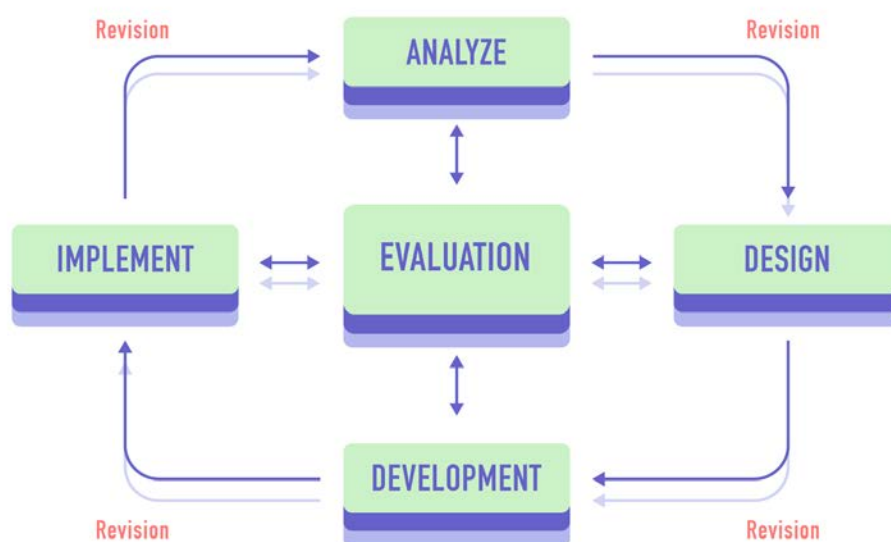 Revision
Revision
ANALYZE
IMPLEMENT
EVALUATION
DESIGN
DEVELOPMENT
Revision
Revision